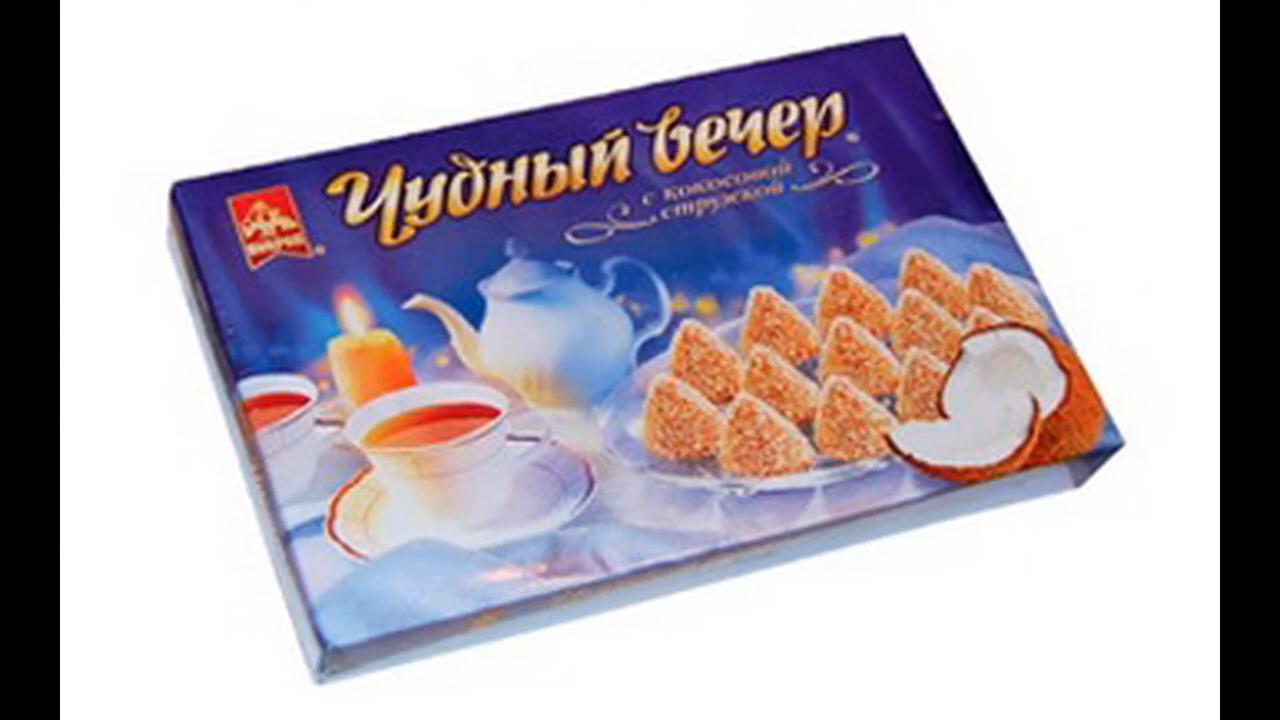 Чудный вечер
с кокосовой
стружкой